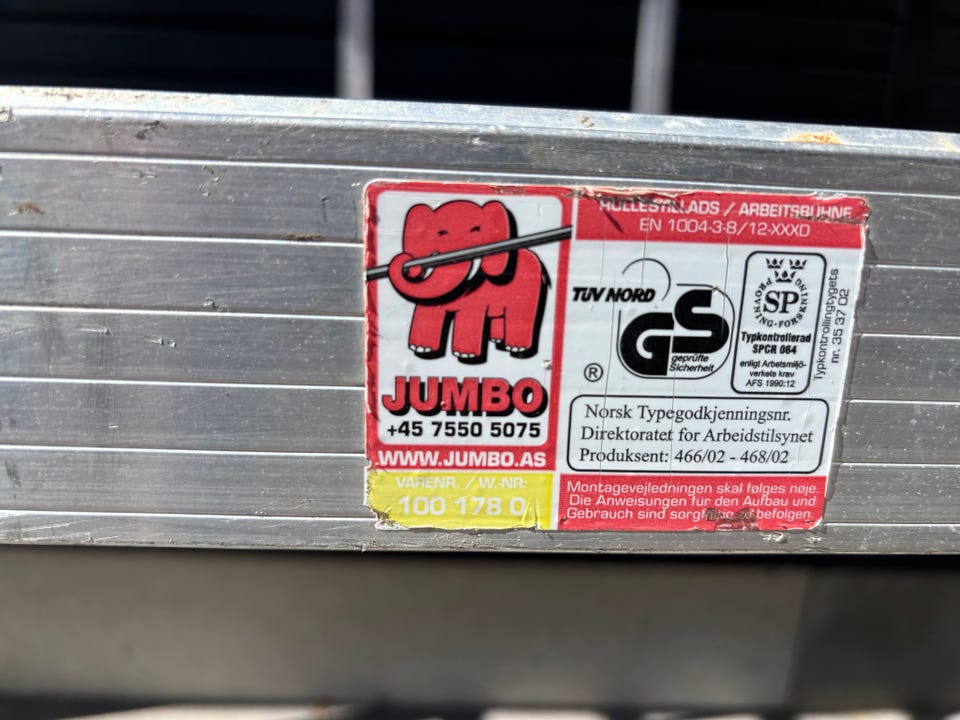 JUMBO
+45 7550 5075
WWW.JUMBO.AS
VARENR. / W.-NR:
100 178 0
RULLESTILLADS / ARBEITSBÜHNE
EN 1004-3-8/12-XXXD
TÜV NORD
GS
geprüfte
Sicherheit
®
PROVNING · FORSKNING
SP
Typkontrollerad
SPCR 064
enligt Arbetsmiljö-
verkets krav
AFS 1990:12
Typkontrollingtygets
nr. 35 37 02
Norsk Typegodkjenningsnr.
Direktoratet for Arbeidstilsynet
Produksent: 466/02 - 468/02
Montagevejledningen skal følges nøje.
Die Anweisungen für den Aufbau und
Gebrauch sind befolgen.